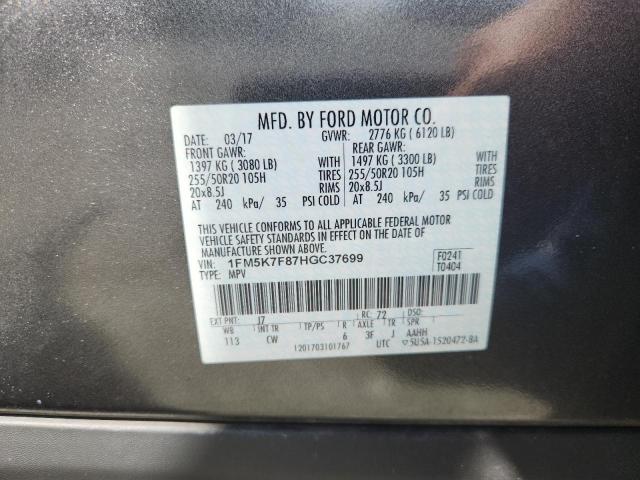 MFD. BY FORD MOTOR CO.
DATE: 03/17 GVWR: 2776 KG ( 6120 LB)
FRONT GAWR: REAR GAWR:
1397 KG ( 3080 LB) WITH 1497 KG ( 3300 LB) WITH
255/50R20 105H TIRES 255/50R20 105H TIRES
20x8.5J RIMS 20x8.5J RIMS
AT 240 kPa/ 35 PSI COLD AT 240 kPa/ 35 PSI COLD
THIS VEHICLE CONFORMS TO ALL APPLICABLE FEDERAL MOTOR
VEHICLE SAFETY STANDARDS IN EFFECT ON THE DATE OF
MANUFACTURE SHOWN ABOVE.
VIN: 1FM5K7F87HGC37699 F0241
TYPE: MPV T0404
EXT PNT: J7 RC: 72 DSO:
WB INT TR TP/PS R AXLE TR SPR
113 CW 6 3F J AAHH
1201703101767 UTC 5U5A-1520472-BA